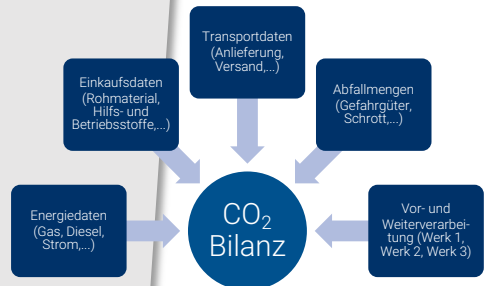 Transportdaten
(Anlieferung,
Versand,...)
Einkaufsdaten
(Rohmaterial,
Hilfs- und
Betriebsstoffe,...)
Abfallmengen
(Gefahrgüter,
Schrott,...)
Energiedaten
(Gas, Diesel,
Strom,...)
CO₂
Bilanz
Vor- und
Weiterverarbei-
tung (Werk 1,
Werk 2, Werk 3)